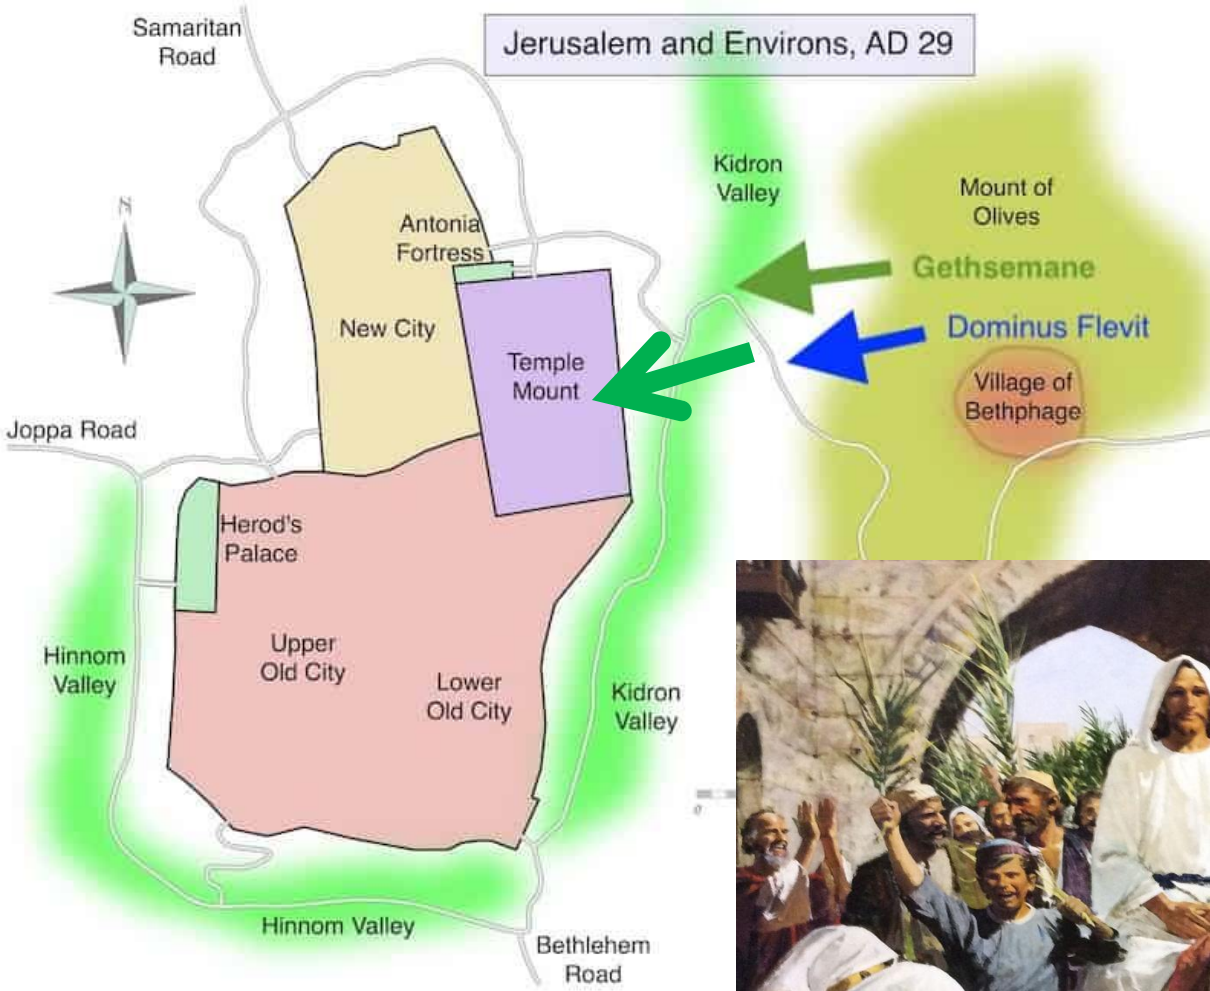 Samaritan
Road
Jerusalem and Environs, AD 29
Kidron
Valley
Mount of
Olives
N
Antonia
Fortress
Gethsemane
New City
Dominus Flevit
Temple
Mount
Village of
Bethphage
Joppa Road
Herod's
Palace
Upper
Old City
Hinnom
Valley
Lower
Old City
Kidron
Valley
0
Hinnom Valley
Bethlehem
Road